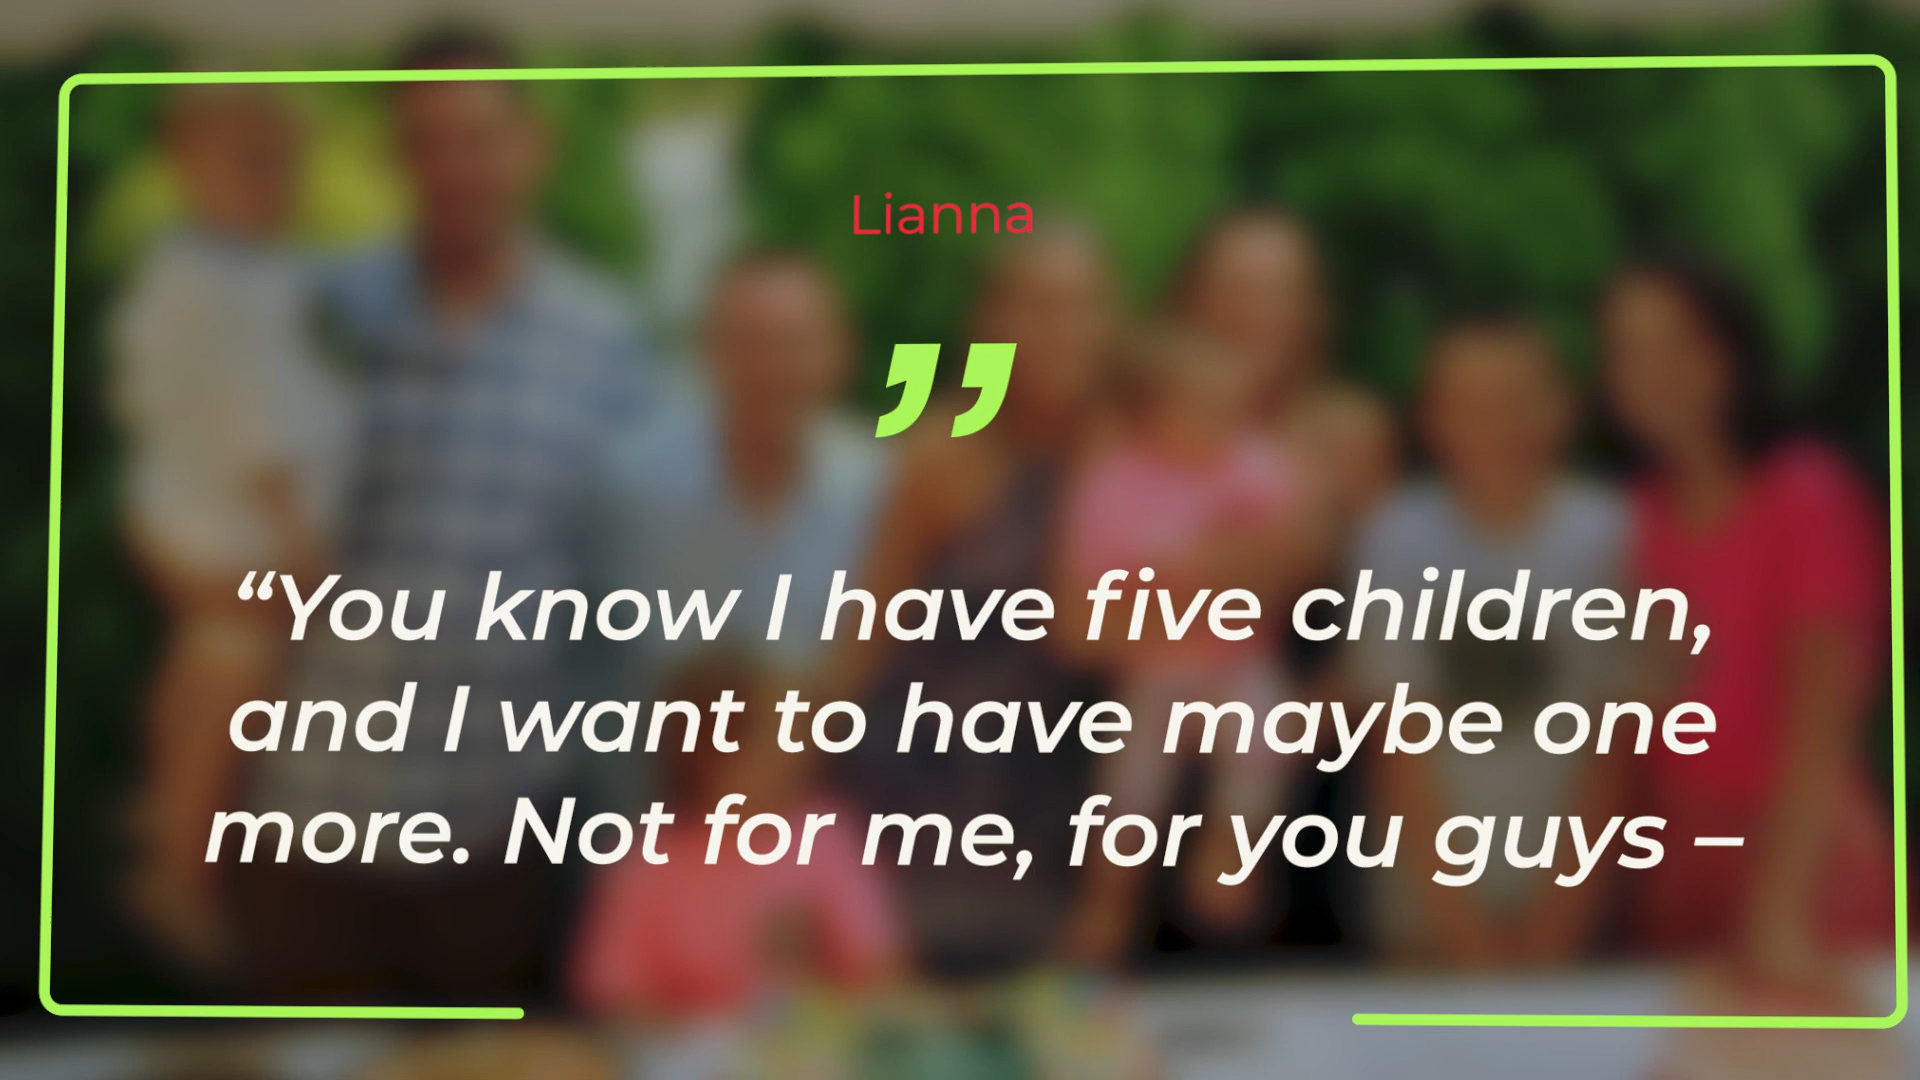 Lianna
”
“You know I have five children,
and I want to have maybe one
more. Not for me, for you guys –